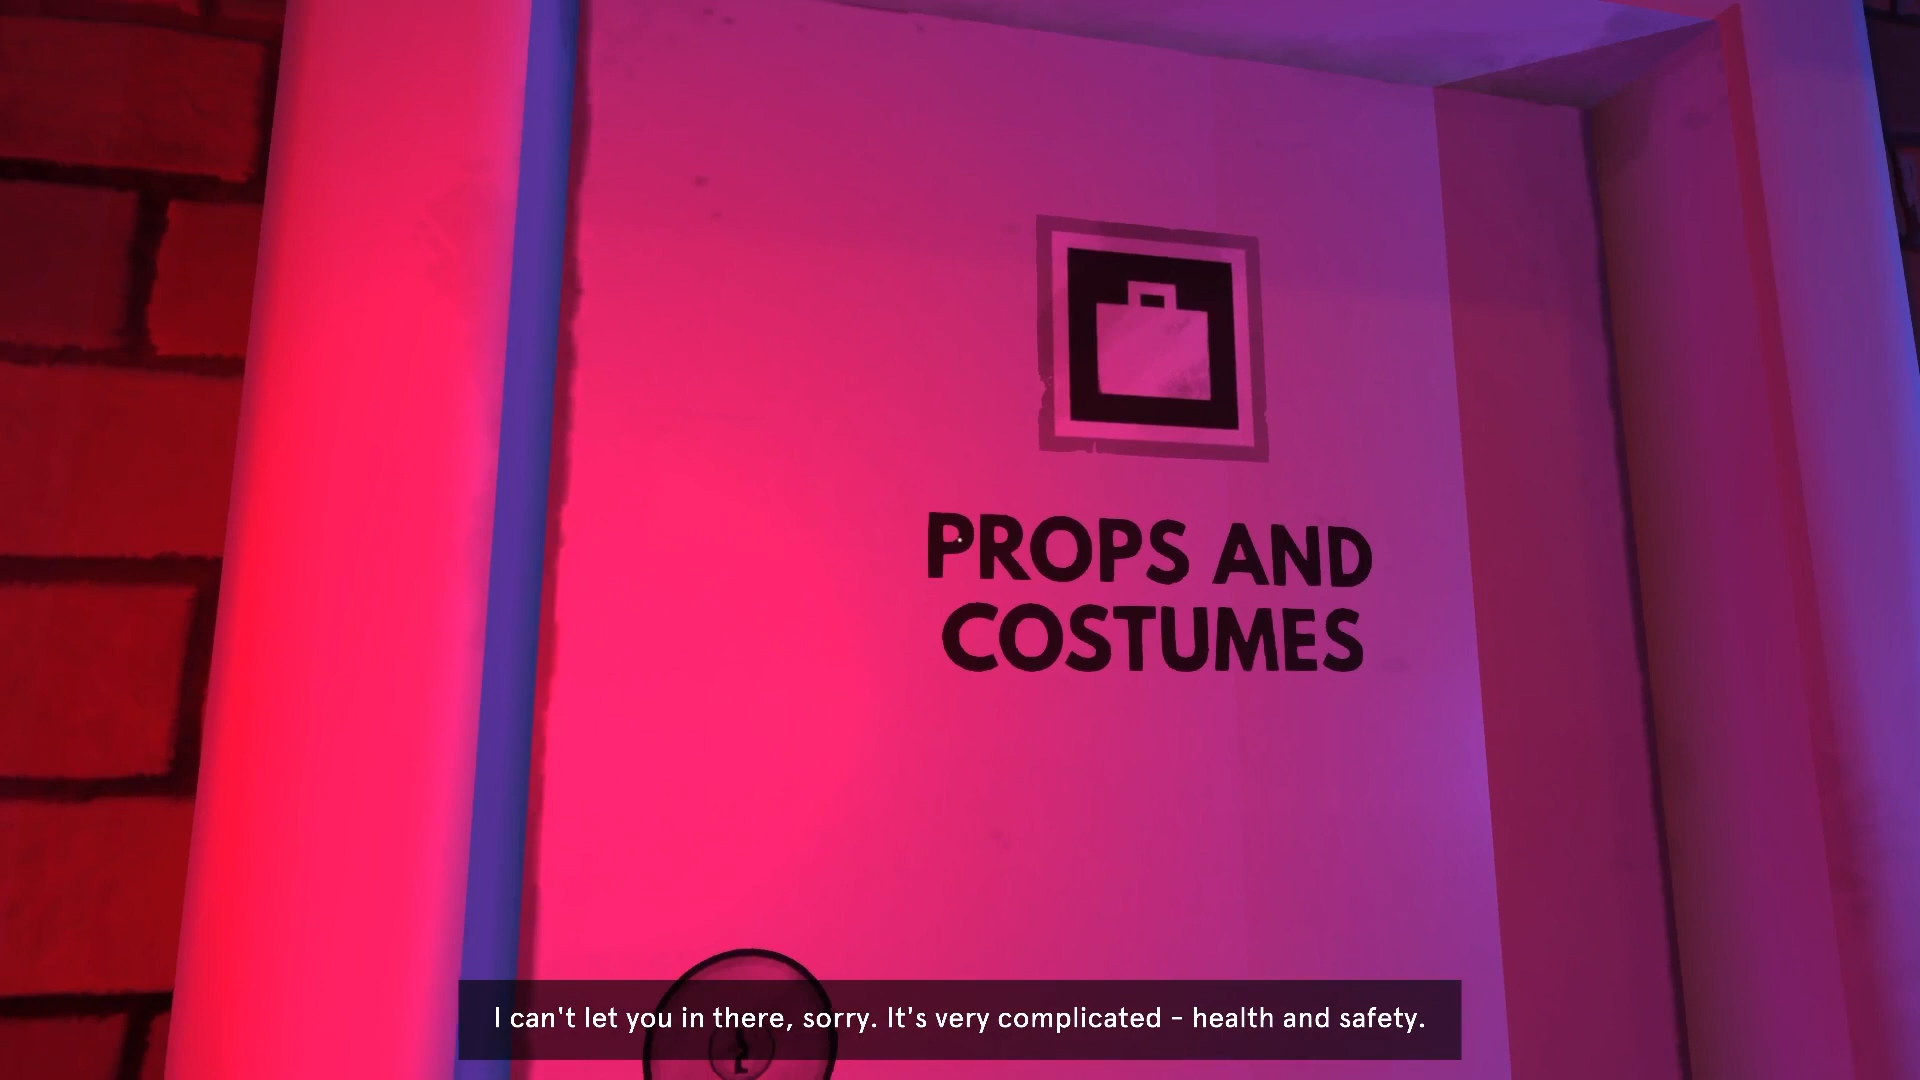 PROPS AND
COSTUMES
I can't let you in there, sorry. It's very complicated - health and safety.